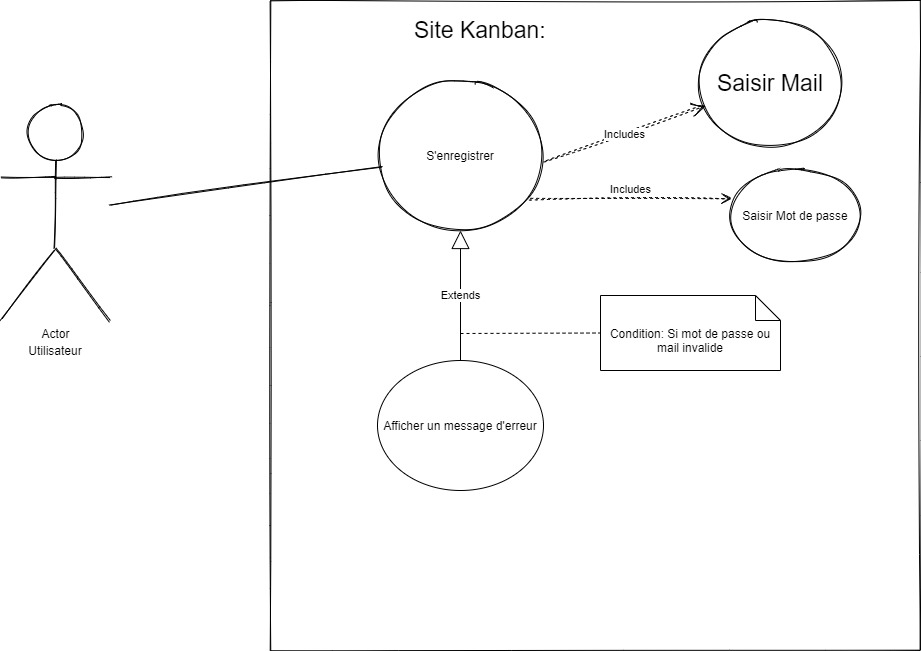 Site Kanban:
Saisir Mail
Includes
S'enregistrer
Includes
Saisir Mot de passe
Extends
Actor
Utilisateur
Condition: Si mot de passe ou
mail invalide
Afficher un message d'erreur